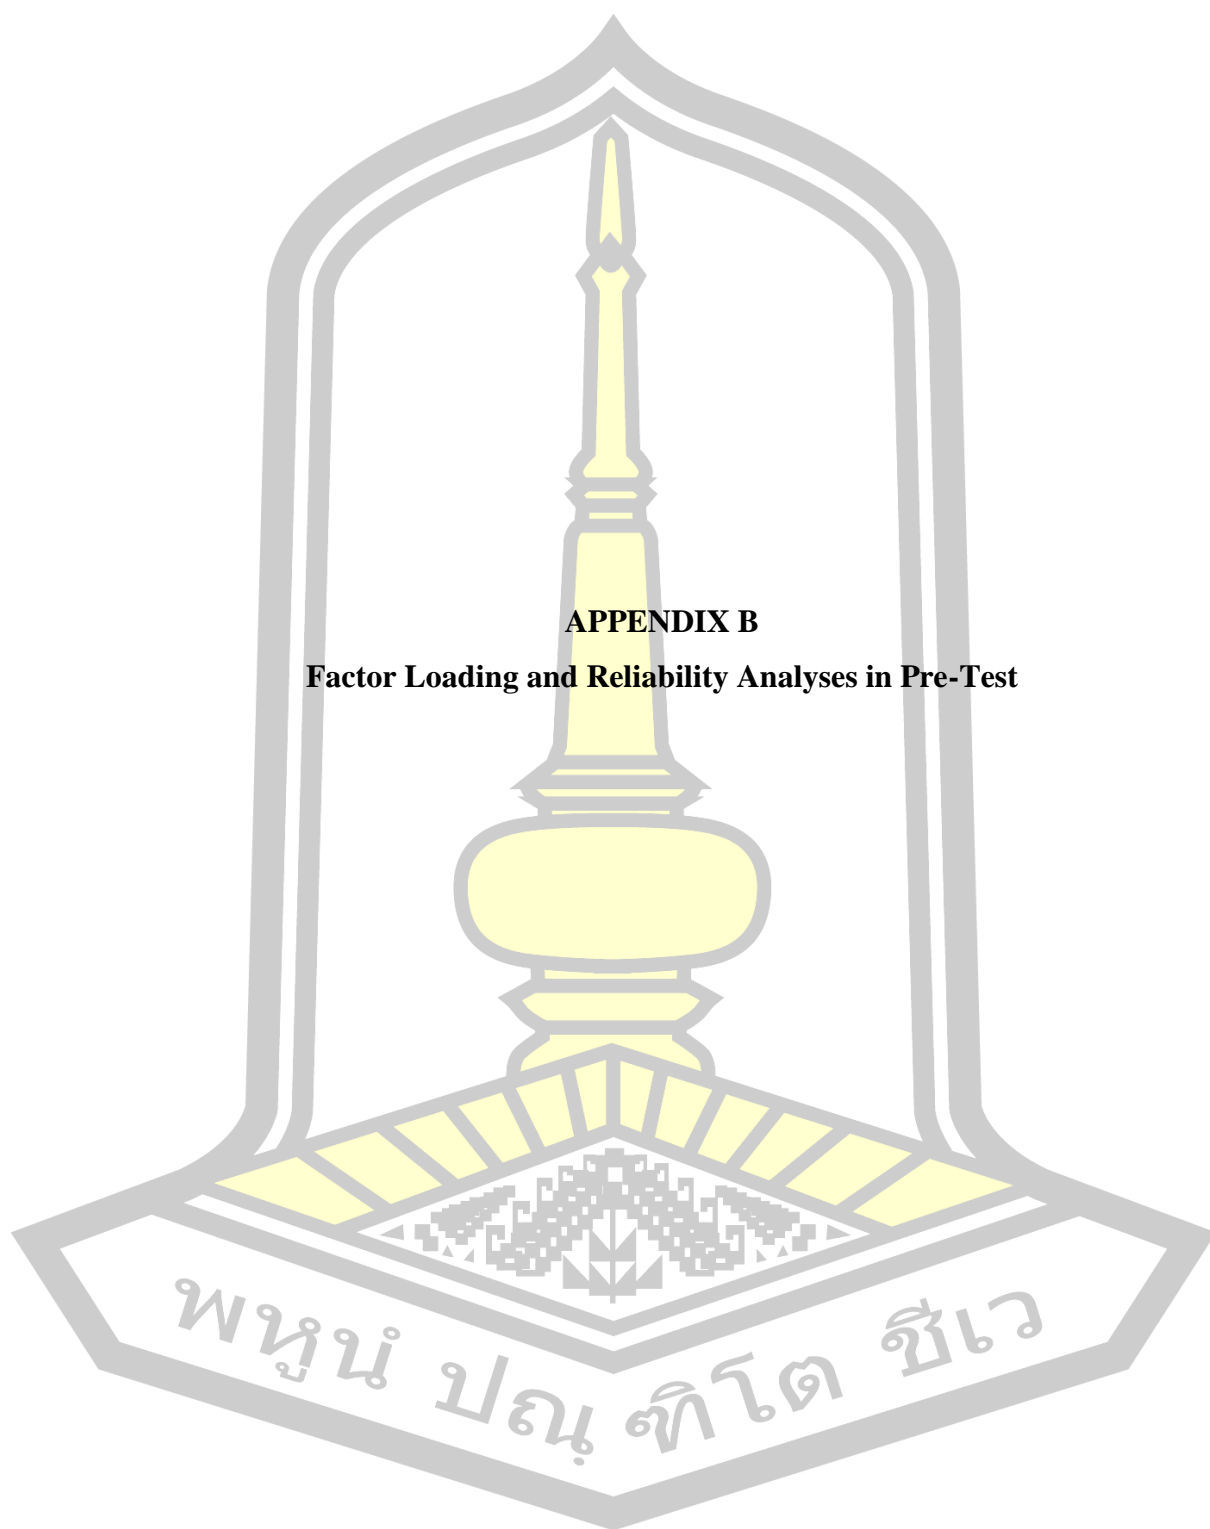 APPENDIX B
Factor Loading and Reliability Analyses in Pre-Test
พหูนํ ปณฺฑิโต ชีเว